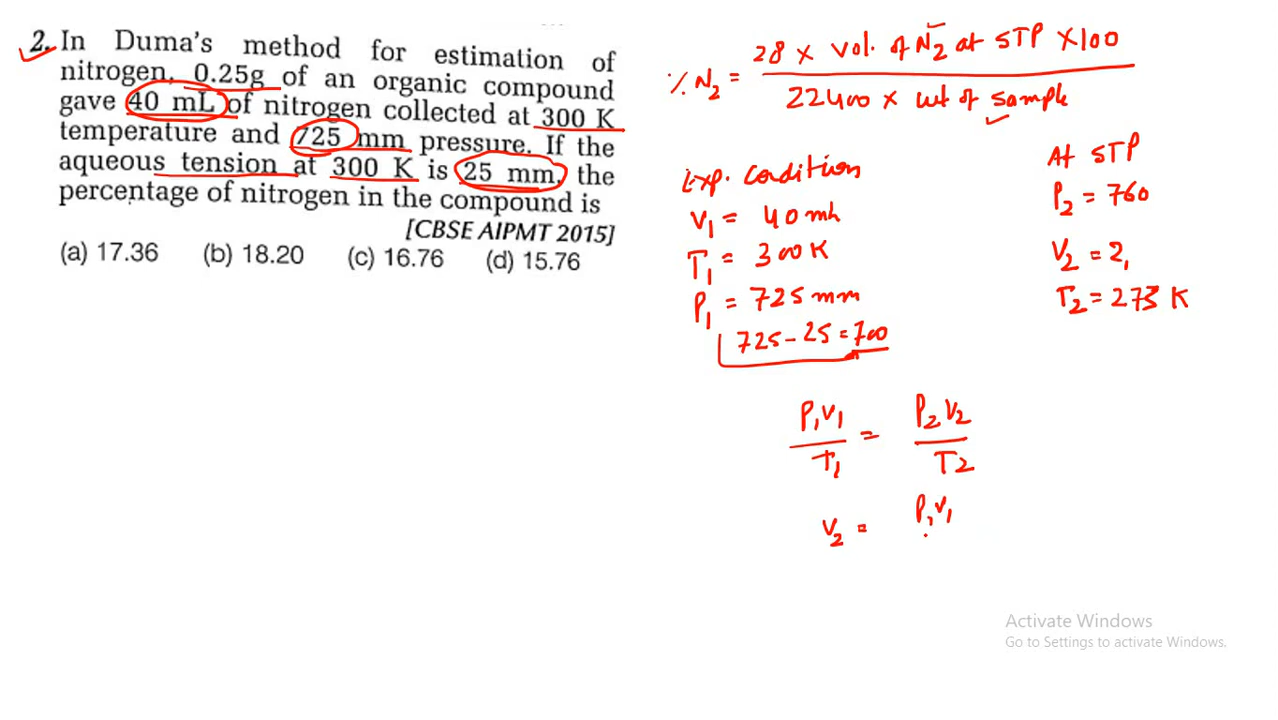 2. In Duma's method for estimation of
nitrogen, 0.25g of an organic compound
gave 40 mL of nitrogen collected at 300 K
temperature and 725 mm pressure. If the
aqueous tension at 300 K is 25 mm, the
percentage of nitrogen in the compound is
[CBSE AIPMT 2015]
(a) 17.36 (b) 18.20 (c) 16.76 (d) 15.76
% N2 = 28 x Vol. of N2 at STP x100
22400 x wt of sample
Exp. Condition
V1 = 40 ml
T1 = 300K
P1 = 725 mm
725 - 25 = 700
At STP
P2 = 760
V2 = ?,
T2 = 273 K
P1V1 / T1 = P2V2 / T2
V2 = P1V1
Activate Windows
Go to Settings to activate Windows.